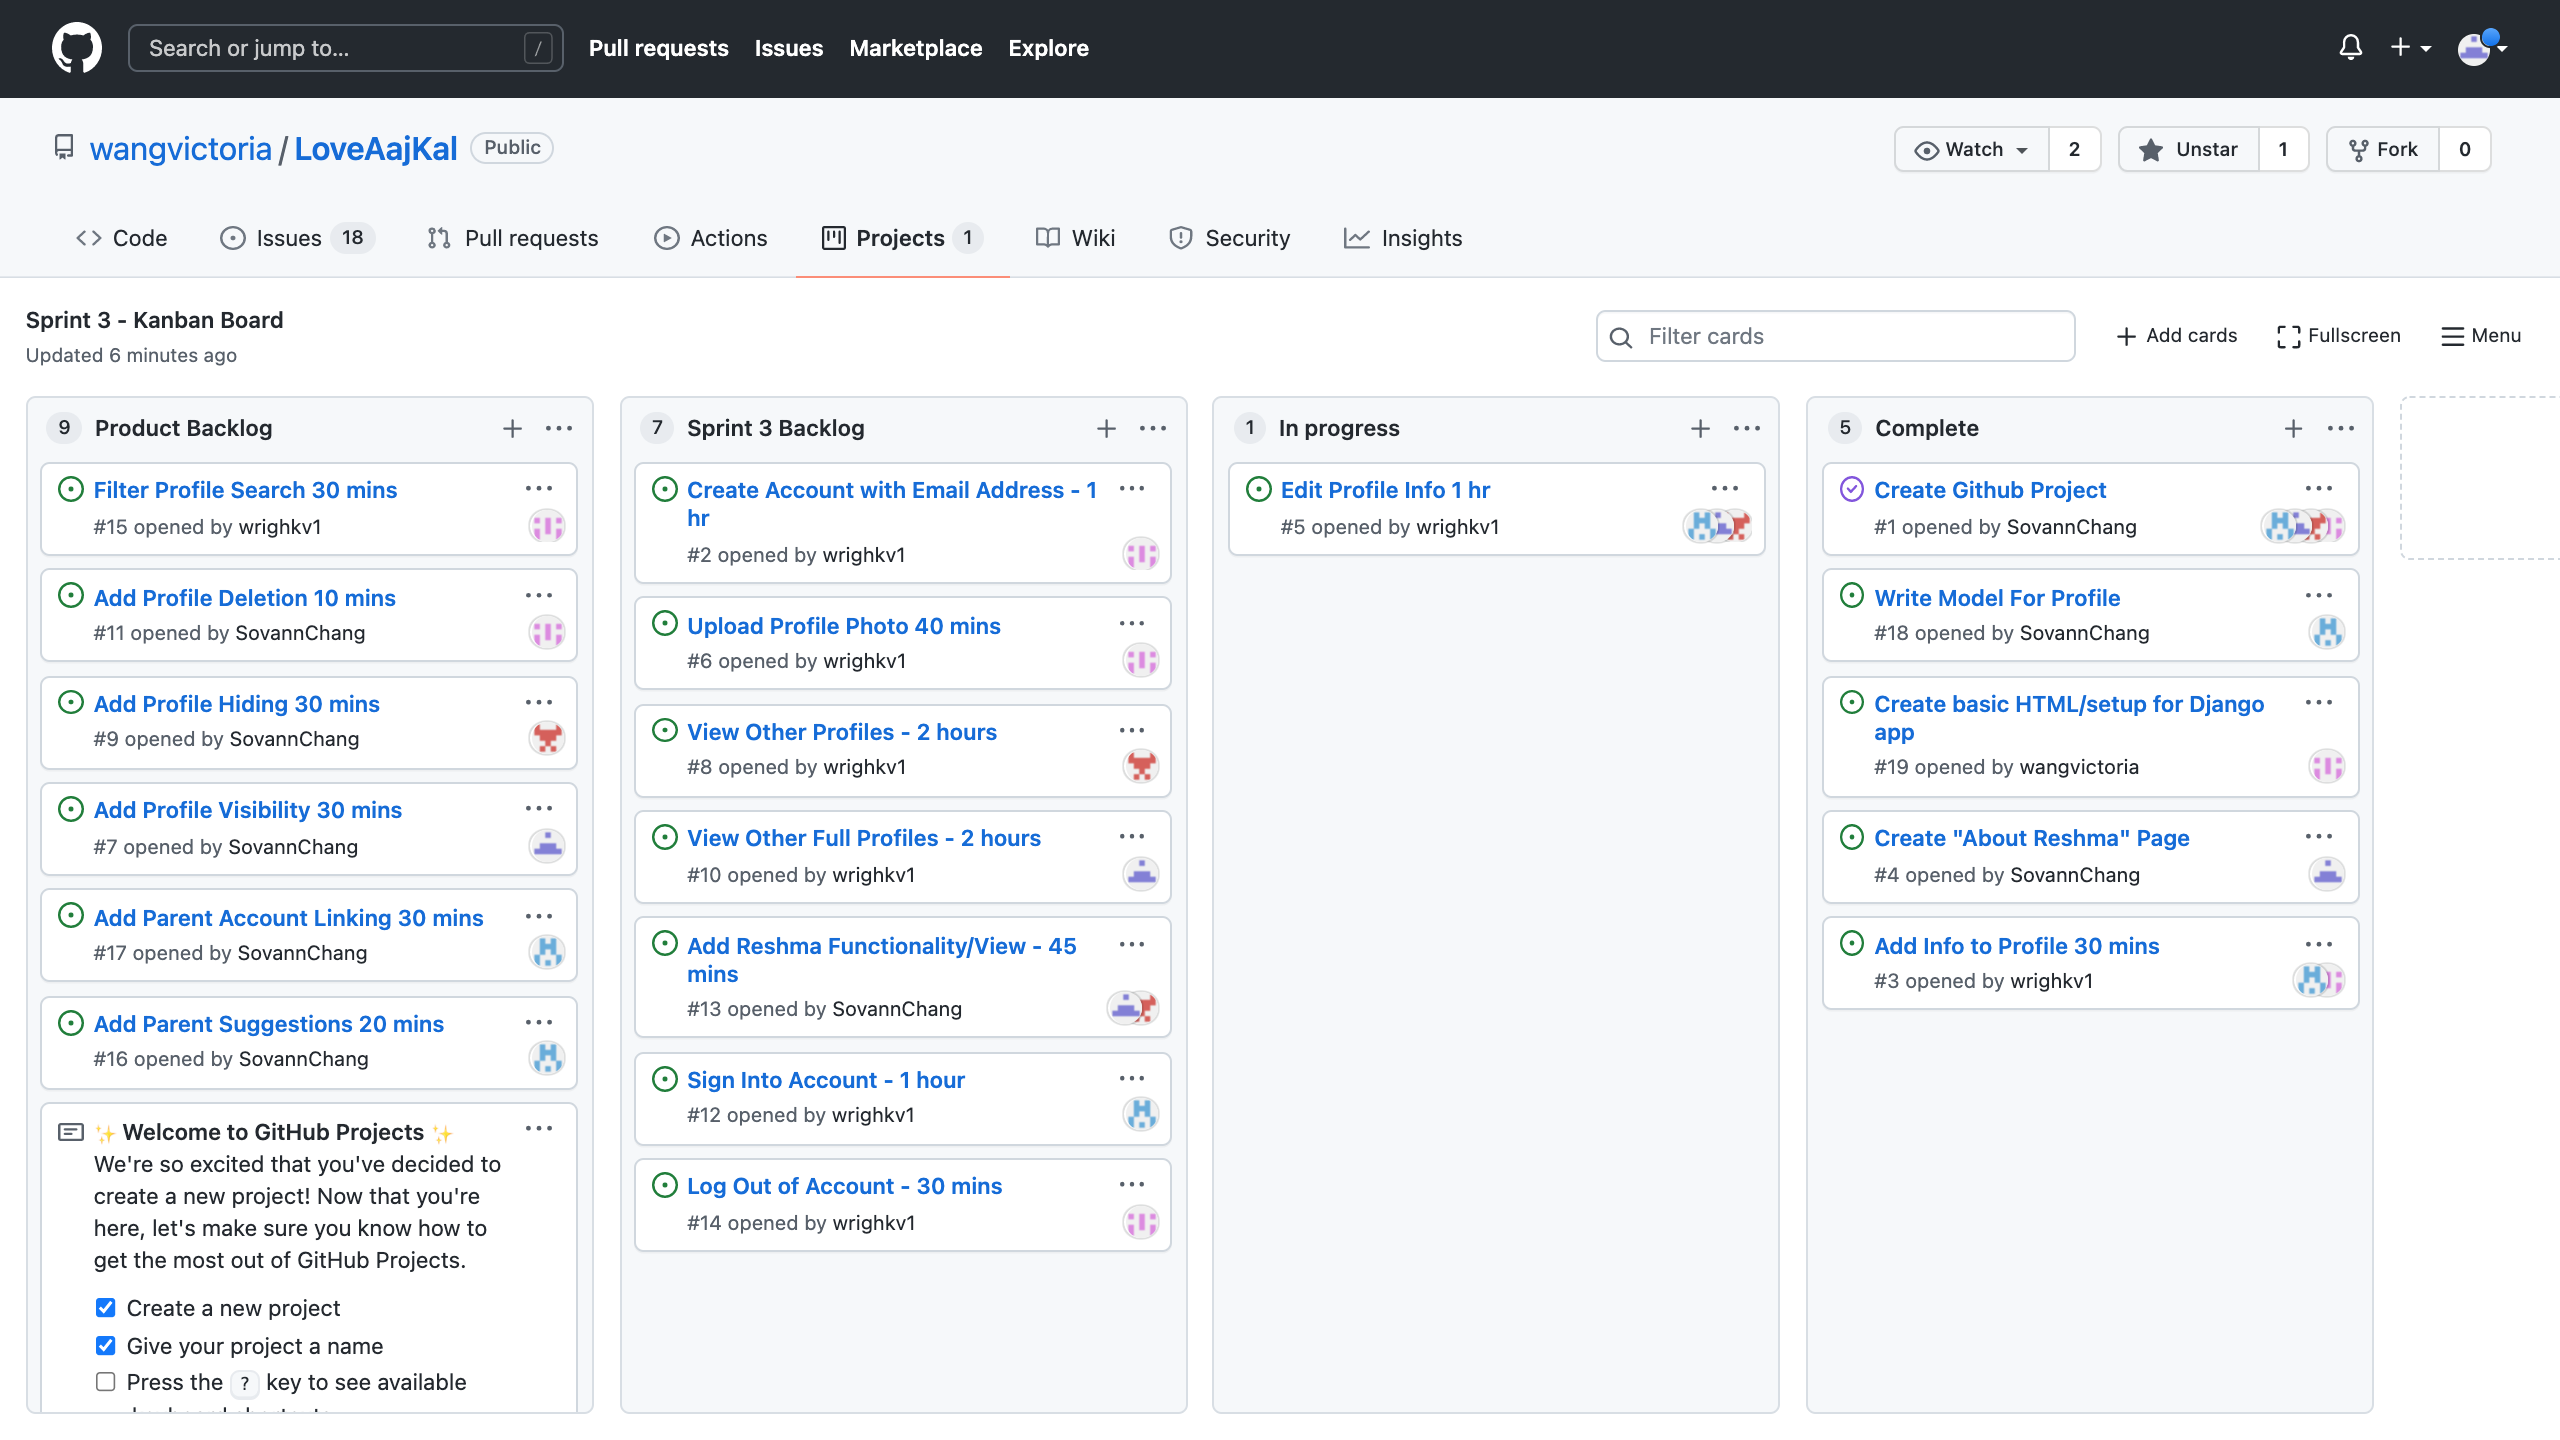 Search or jump to... /
Pull requests Issues Marketplace Explore
wangvictoria / LoveAajKal Public
Watch 2
Unstar 1
Fork 0
Code
Issues 18
Pull requests
Actions
Projects 1
Wiki
Security
Insights
Sprint 3 - Kanban Board
Updated 6 minutes ago
Filter cards
Add cards
Fullscreen
Menu
9 Product Backlog
Filter Profile Search 30 mins
#15 opened by wrighkv1
Add Profile Deletion 10 mins
#11 opened by SovannChang
Add Profile Hiding 30 mins
#9 opened by SovannChang
Add Profile Visibility 30 mins
#7 opened by SovannChang
Add Parent Account Linking 30 mins
#17 opened by SovannChang
Add Parent Suggestions 20 mins
#16 opened by SovannChang
✨ Welcome to GitHub Projects ✨
We're so excited that you've decided to
create a new project! Now that you're
here, let's make sure you know how to
get the most out of GitHub Projects.
Create a new project
Give your project a name
Press the ? key to see available
7 Sprint 3 Backlog
Create Account with Email Address - 1
hr
#2 opened by wrighkv1
Upload Profile Photo 40 mins
#6 opened by wrighkv1
View Other Profiles - 2 hours
#8 opened by wrighkv1
View Other Full Profiles - 2 hours
#10 opened by wrighkv1
Add Reshma Functionality/View - 45
mins
#13 opened by SovannChang
Sign Into Account - 1 hour
#12 opened by wrighkv1
Log Out of Account - 30 mins
#14 opened by wrighkv1
1 In progress
Edit Profile Info 1 hr
#5 opened by wrighkv1
5 Complete
Create Github Project
#1 opened by SovannChang
Write Model For Profile
#18 opened by SovannChang
Create basic HTML/setup for Django
app
#19 opened by wangvictoria
Create "About Reshma" Page
#4 opened by SovannChang
Add Info to Profile 30 mins
#3 opened by wrighkv1